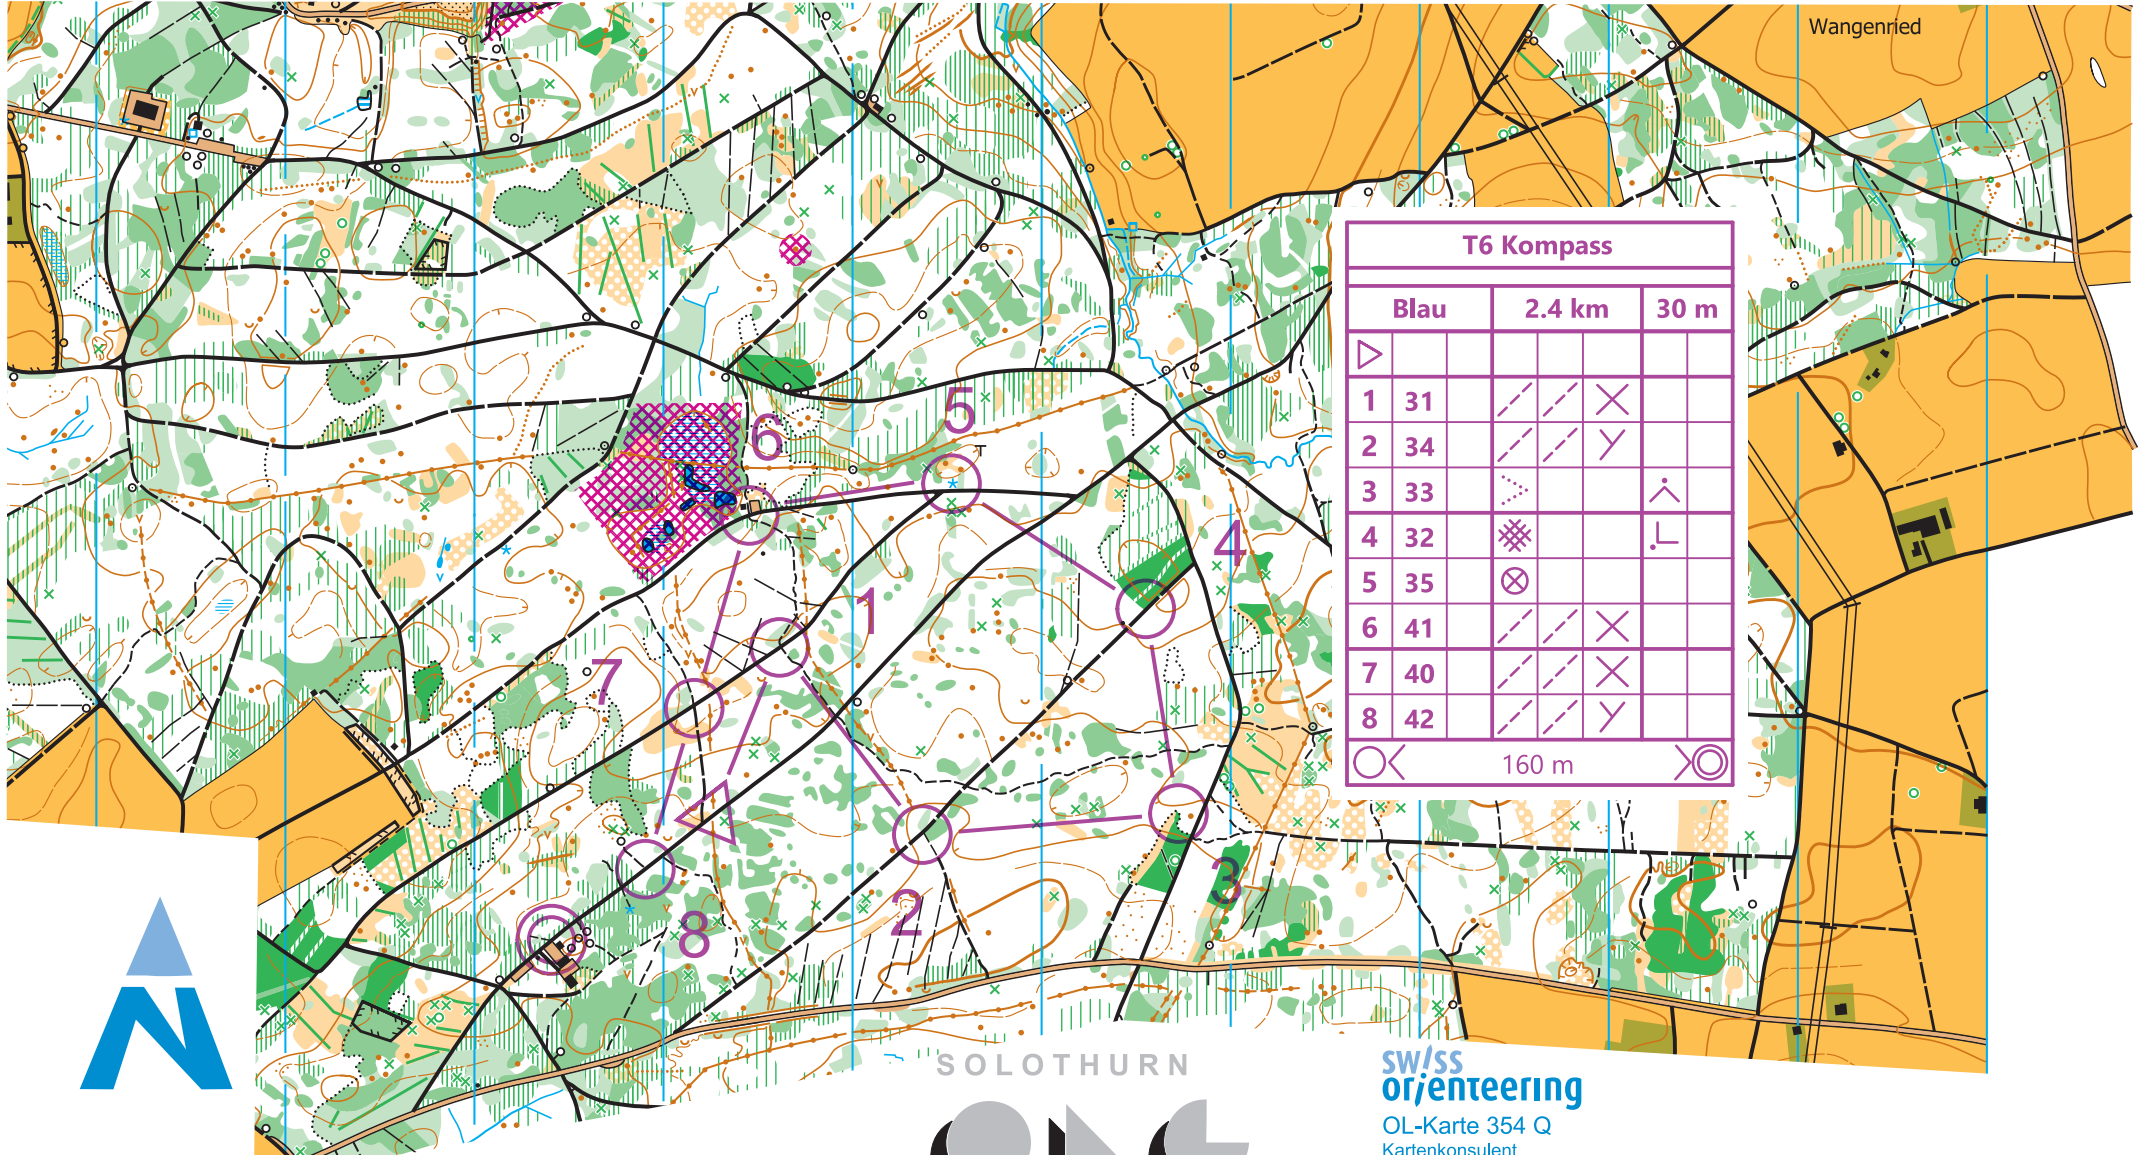 Wangenried
T6 Kompass
Blau 2.4 km 30 m
1 31
2 34
3 33
4 32
5 35
6 41
7 40
8 42
160 m
5
6
4
1
7
3
2
8
T
N
SOLOTHURN
swiss
orienteering
OL-Karte 354 Q
Kartenkonsulent